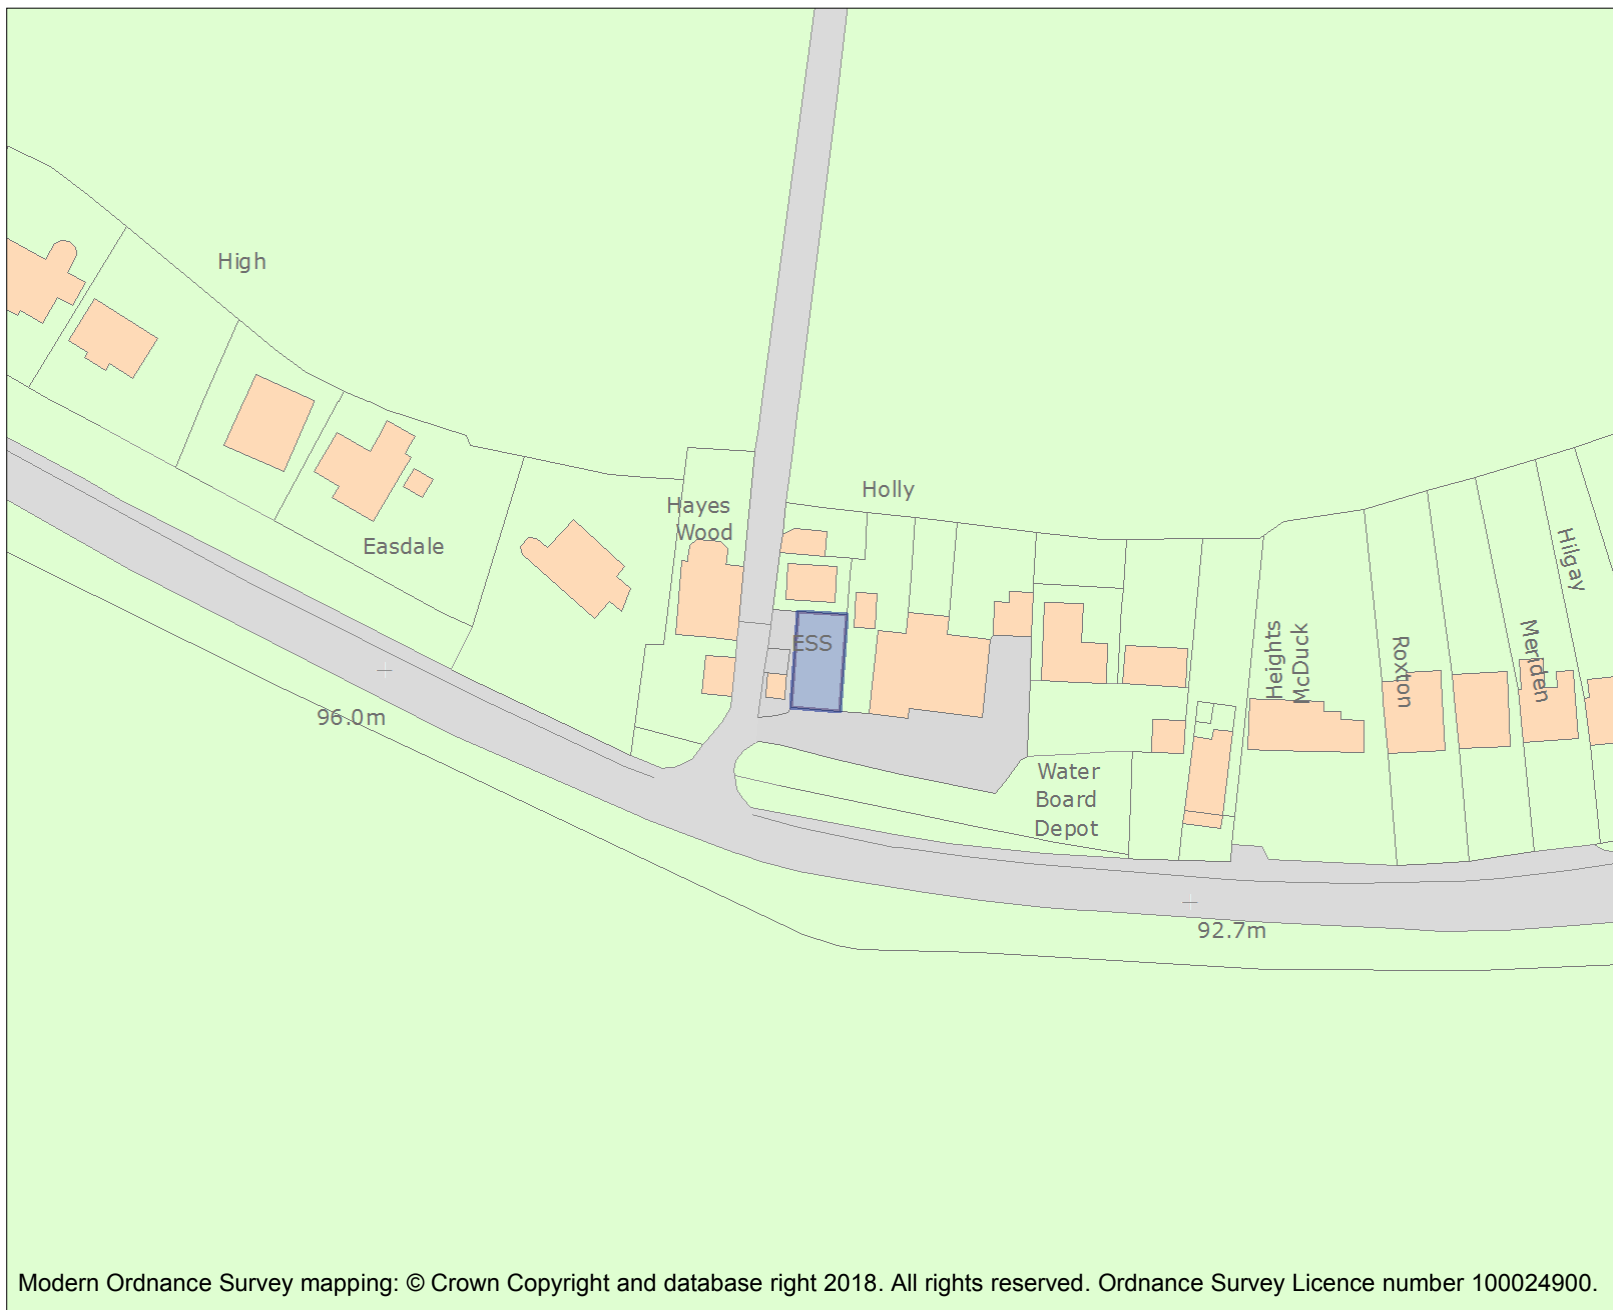 High
Holly
Hayes
Wood
Easdale
Hilgay
ESS
Heights
McDuck
Roxton
Meriden
96.0m
Water
Board
Depot
92.7m
Modern Ordnance Survey mapping: © Crown Copyright and database right 2018. All rights reserved. Ordnance Survey Licence number 100024900.